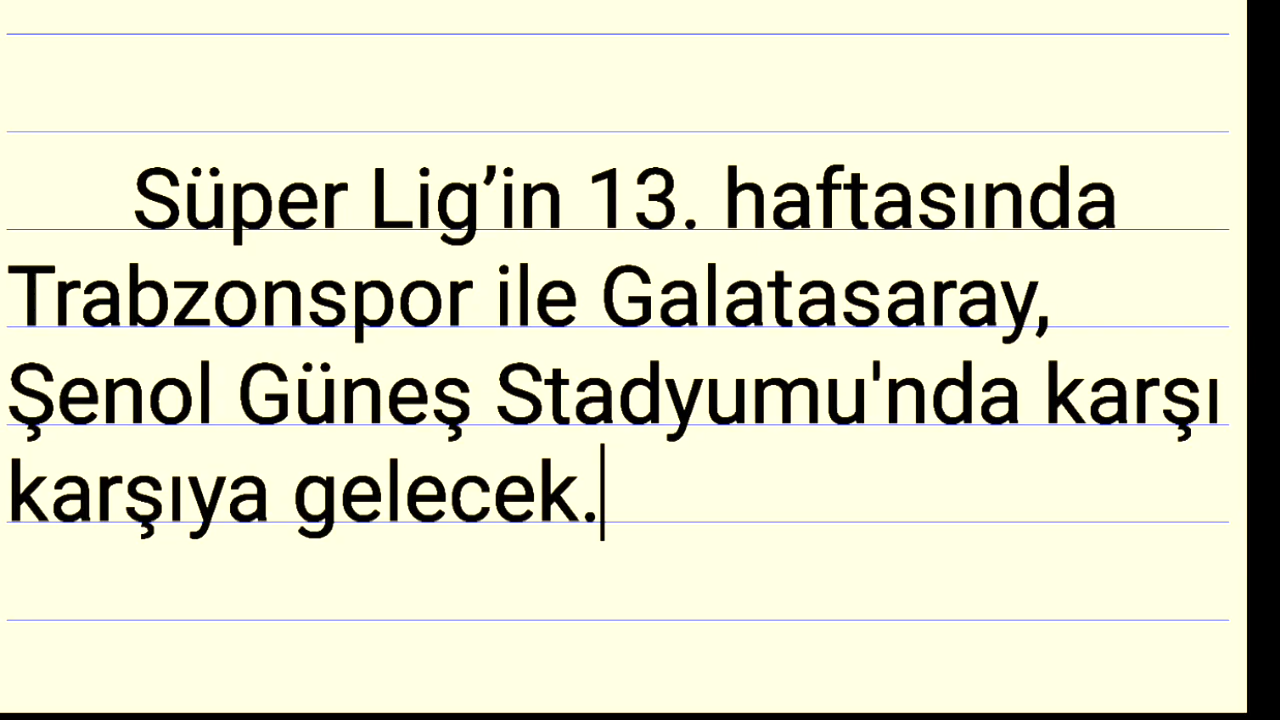 Süper Lig’in 13. haftasında
Trabzonspor ile Galatasaray,
Şenol Güneş Stadyumu'nda karşı
karşıya gelecek.